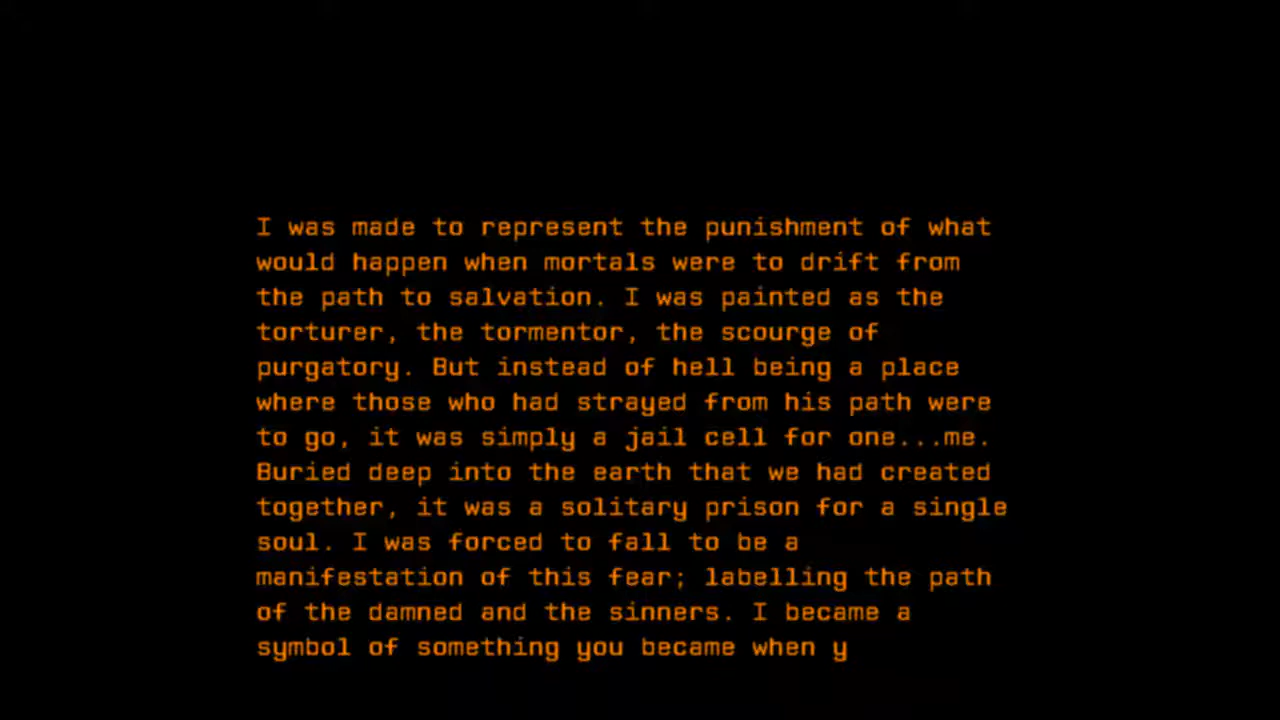 I was made to represent the punishment of what
would happen when mortals were to drift from
the path to salvation. I was painted as the
torturer, the tormentor, the scourge of
purgatory. But instead of hell being a place
where those who had strayed from his path were
to go, it was simply a jail cell for one...me.
Buried deep into the earth that we had created
together, it was a solitary prison for a single
soul. I was forced to fall to be a
manifestation of this fear; labelling the path
of the damned and the sinners. I became a
symbol of something you became when y